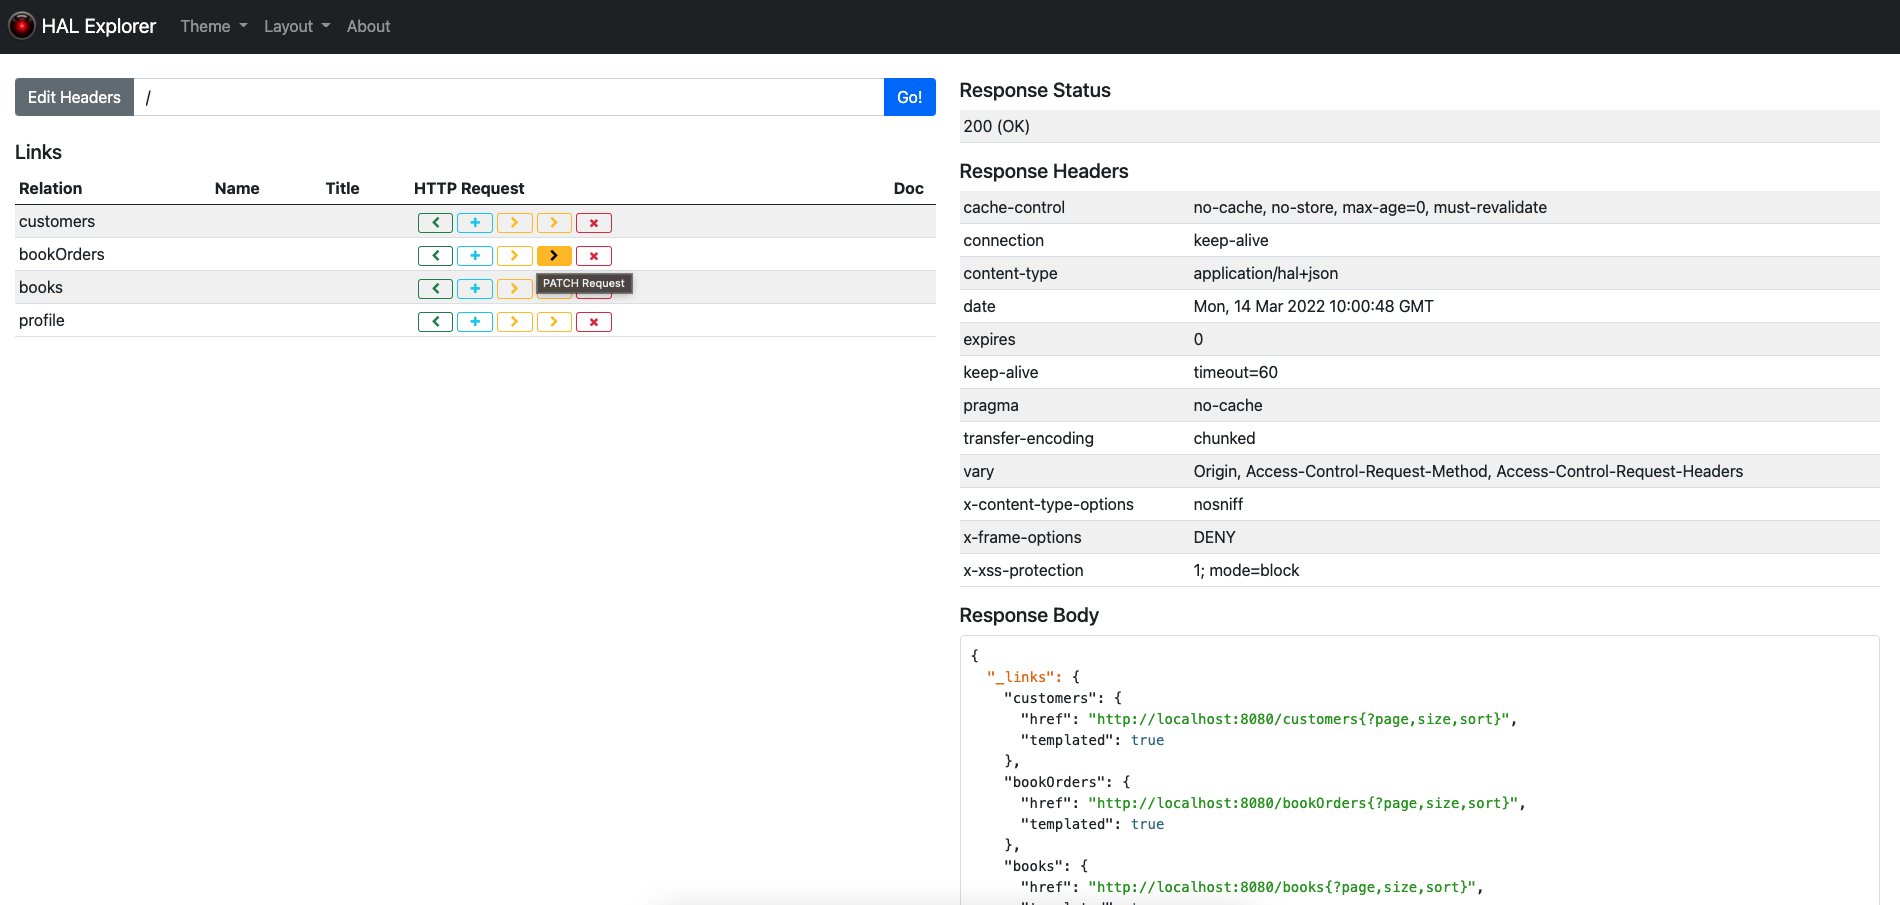 HAL Explorer Theme Layout About
Edit Headers / Go!
Links
Relation Name Title HTTP Request Doc
customers
bookOrders
PATCH Request
books
profile
Response Status
200 (OK)
Response Headers
cache-control no-cache, no-store, max-age=0, must-revalidate
connection keep-alive
content-type application/hal+json
date Mon, 14 Mar 2022 10:00:48 GMT
expires 0
keep-alive timeout=60
pragma no-cache
transfer-encoding chunked
vary Origin, Access-Control-Request-Method, Access-Control-Request-Headers
x-content-type-options nosniff
x-frame-options DENY
x-xss-protection 1; mode=block
Response Body
{
"_links": {
"customers": {
"href": "http://localhost:8080/customers{?page,size,sort}",
"templated": true
},
"bookOrders": {
"href": "http://localhost:8080/bookOrders{?page,size,sort}",
"templated": true
},
"books": {
"href": "http://localhost:8080/books{?page,size,sort}",